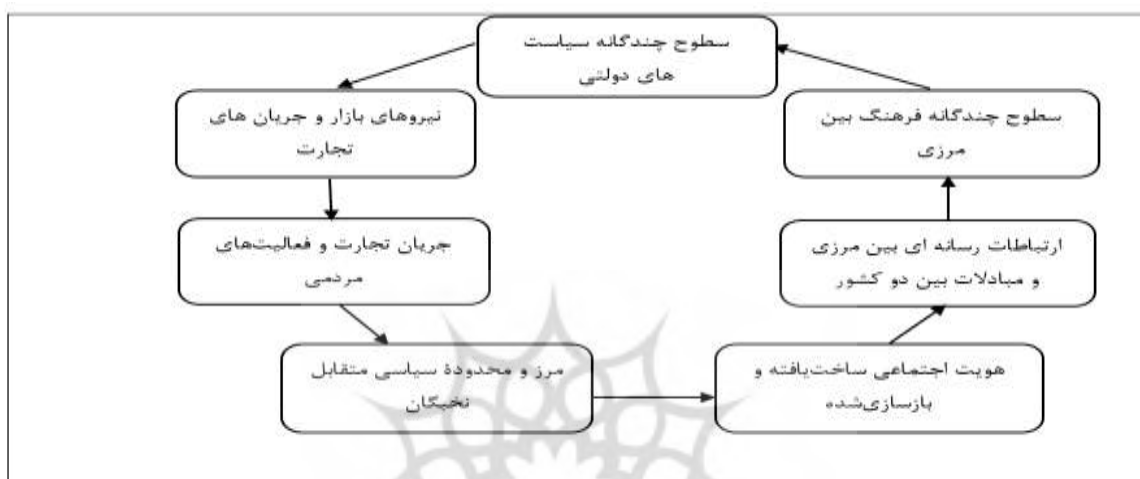 سطوح چندگانه سیاست
های دولتی
نیروهای بازار و جریان های
تجارت
جریان تجارت و فعالیت‌های
مردمی
مرز و محدودهٔ سیاسی متقابل
نخبگان
هویت اجتماعی ساخت‌یافته و
بازسازی‌شده
ارتباطات رسانه ای بین مرزی
و مبادلات بین دو کشور
سطوح چندگانه فرهنگ بین
مرزی